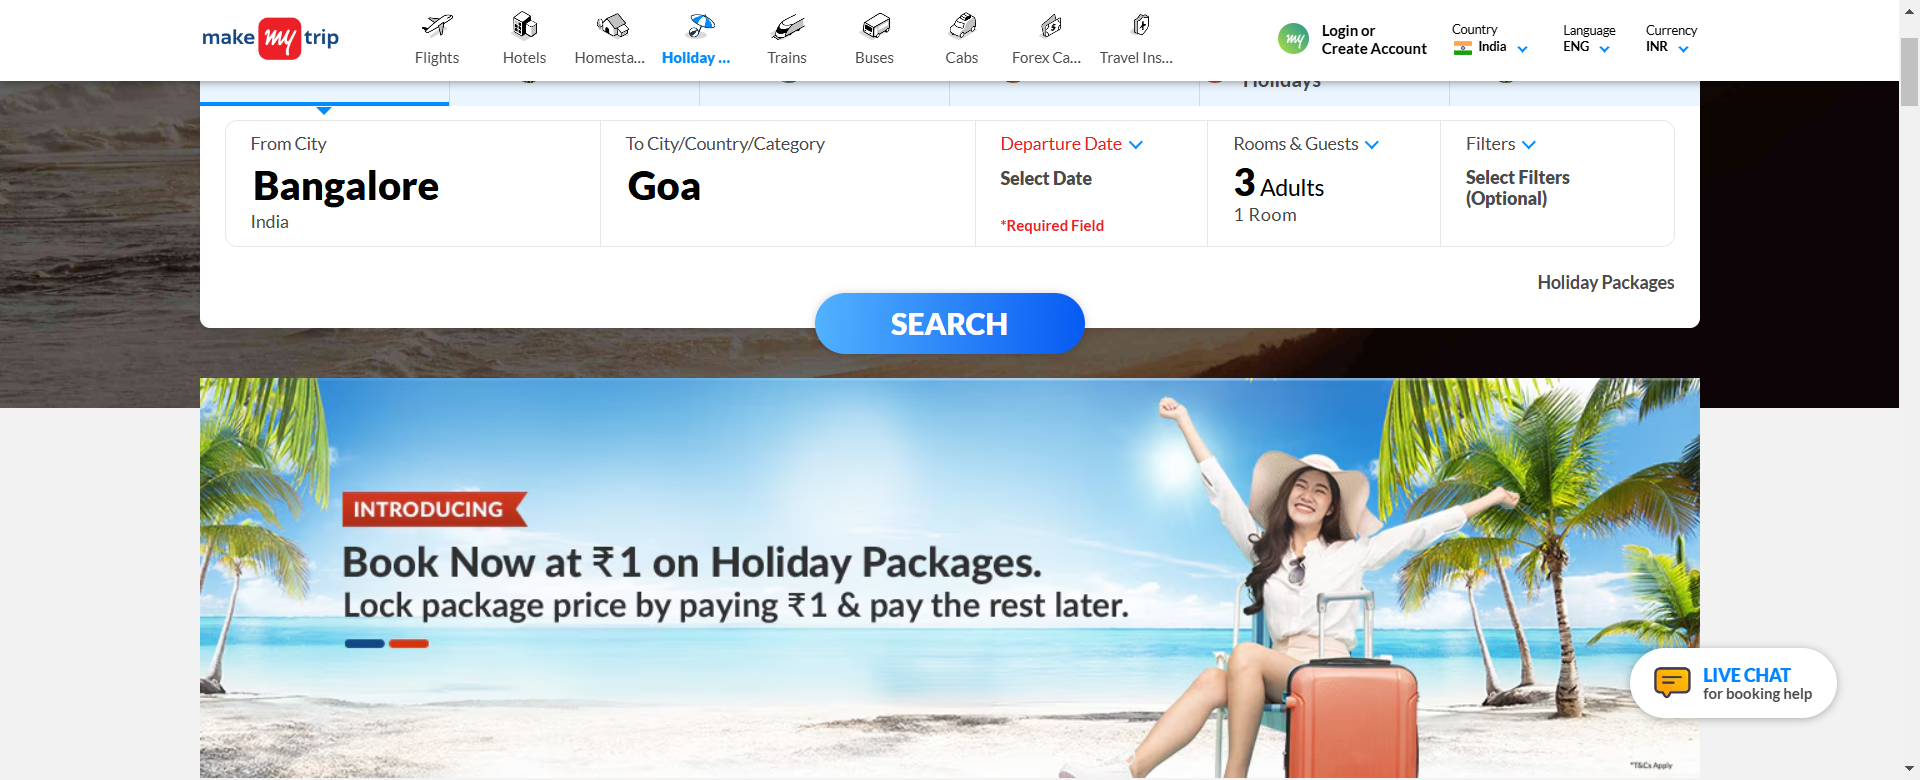 make my trip
Flights
Hotels
Homesta...
Holiday ...
Trains
Buses
Cabs
Forex Ca...
Travel Ins...
my
Login or
Create Account
Country
India
Language
ENG
Currency
INR
Holidays
From City
Bangalore
India
To City/Country/Category
Goa
Departure Date
Select Date
*Required Field
Rooms & Guests
3 Adults
1 Room
Filters
Select Filters
(Optional)
Holiday Packages
SEARCH
INTRODUCING
Book Now at ₹1 on Holiday Packages.
Lock package price by paying ₹1 & pay the rest later.
LIVE CHAT
for booking help
*T&Cs Apply